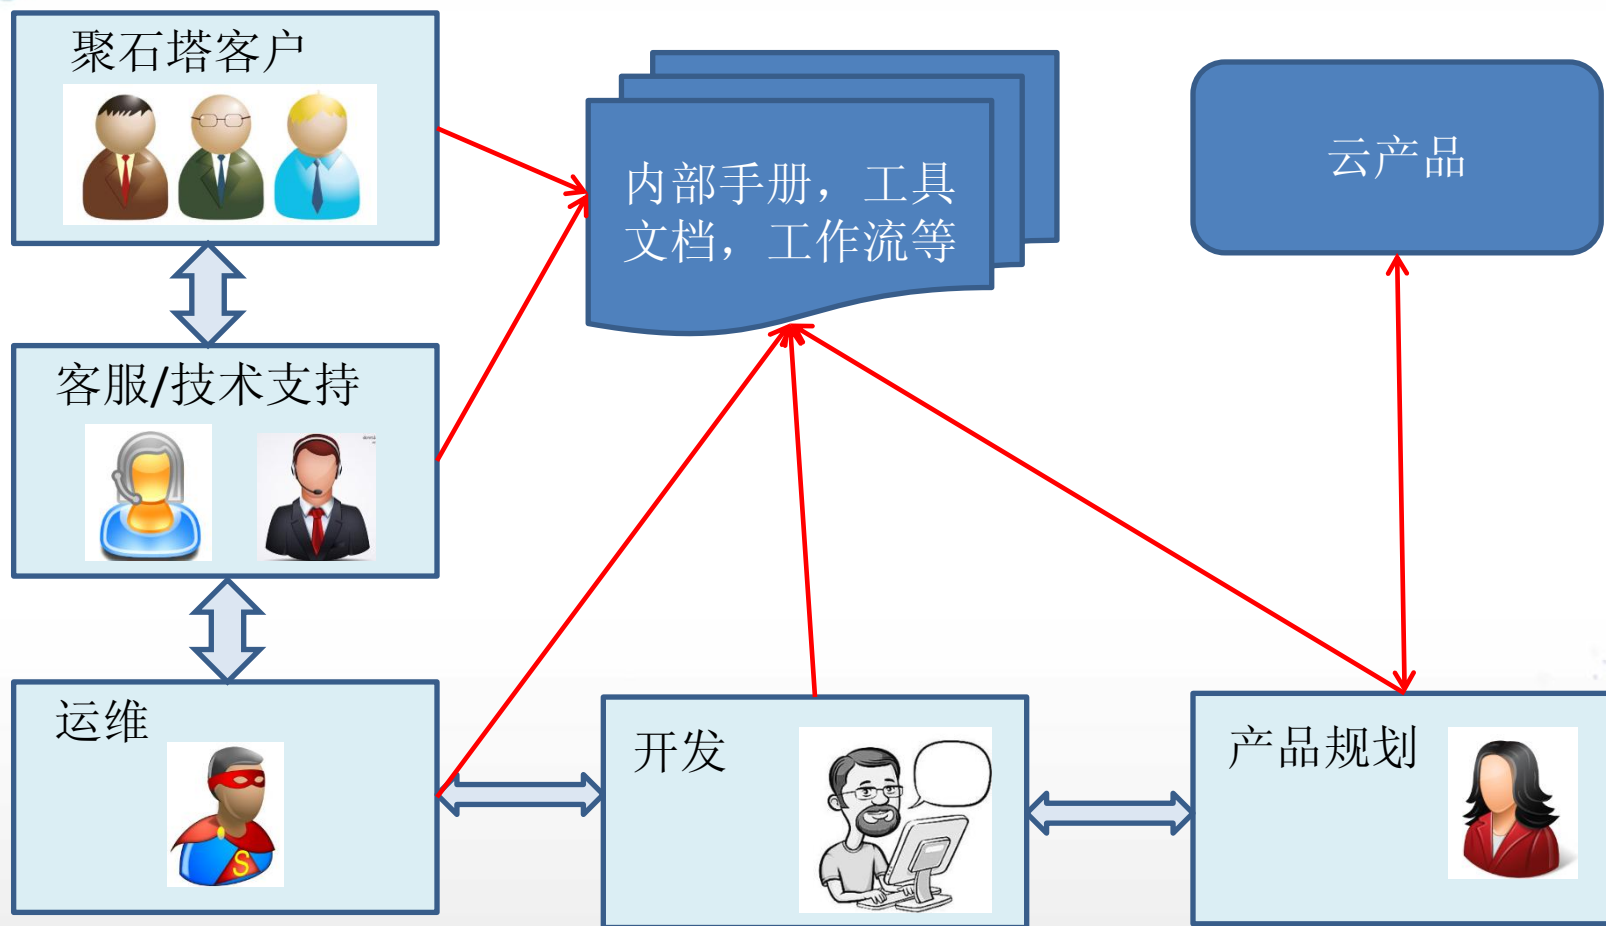 聚石塔客户
内部手册，工具
文档，工作流等
云产品
客服/技术支持
运维
开发
产品规划
S